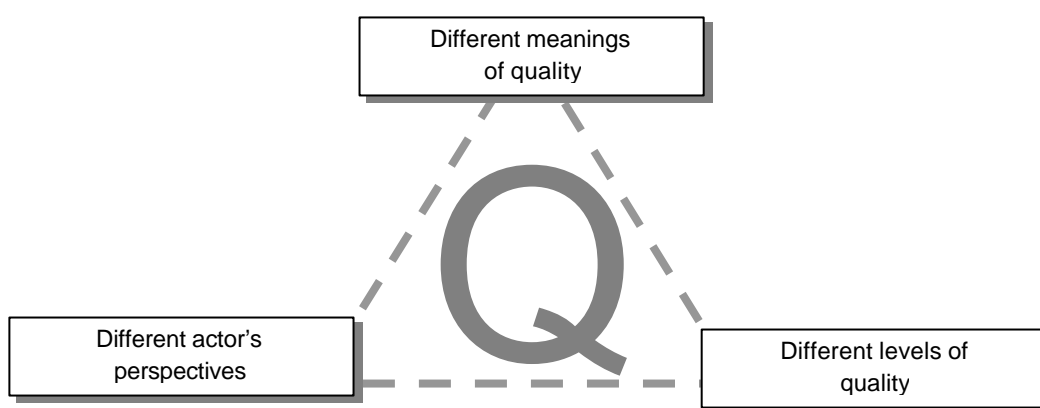 Different meanings
of quality
Q
Different actor's
perspectives
Different levels of
quality